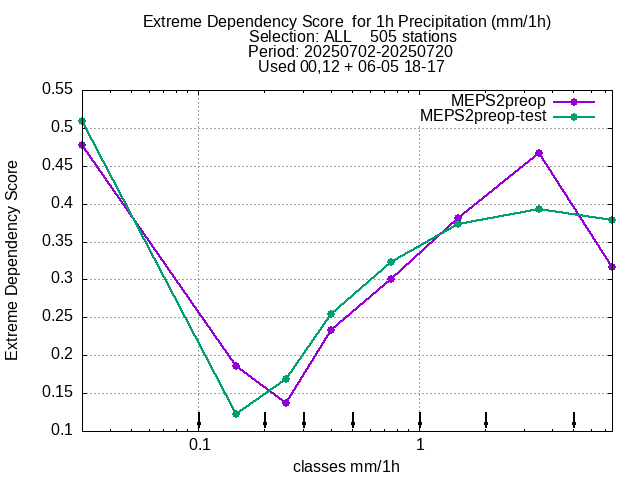 Extreme Dependency Score  for 1h Precipitation (mm/1h)
Selection: ALL    505 stations
Period: 20250702-20250720
Used 00,12 + 06-05 18-17
MEPS2preop
MEPS2preop-test
0.55
0.5
0.45
0.4
0.35
0.3
0.25
0.2
0.15
0.1
Extreme Dependency Score
0.1
1
classes mm/1h